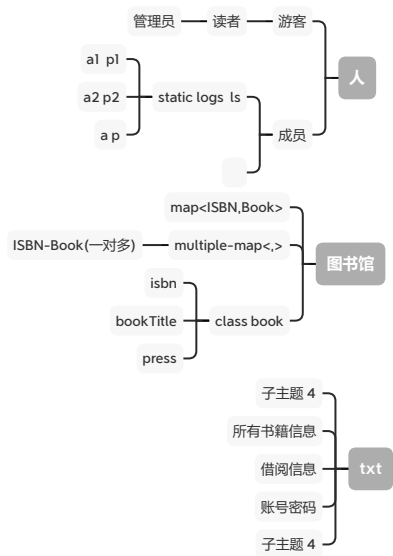 管理员
读者
游客
人
a1 p1
a2 p2
a p
static logs ls
成员
map<ISBN,Book>
ISBN-Book(一对多)
multiple-map<,>
图书馆
isbn
bookTitle
class book
press
子主题 4
所有书籍信息
借阅信息
txt
账号密码
子主题 4